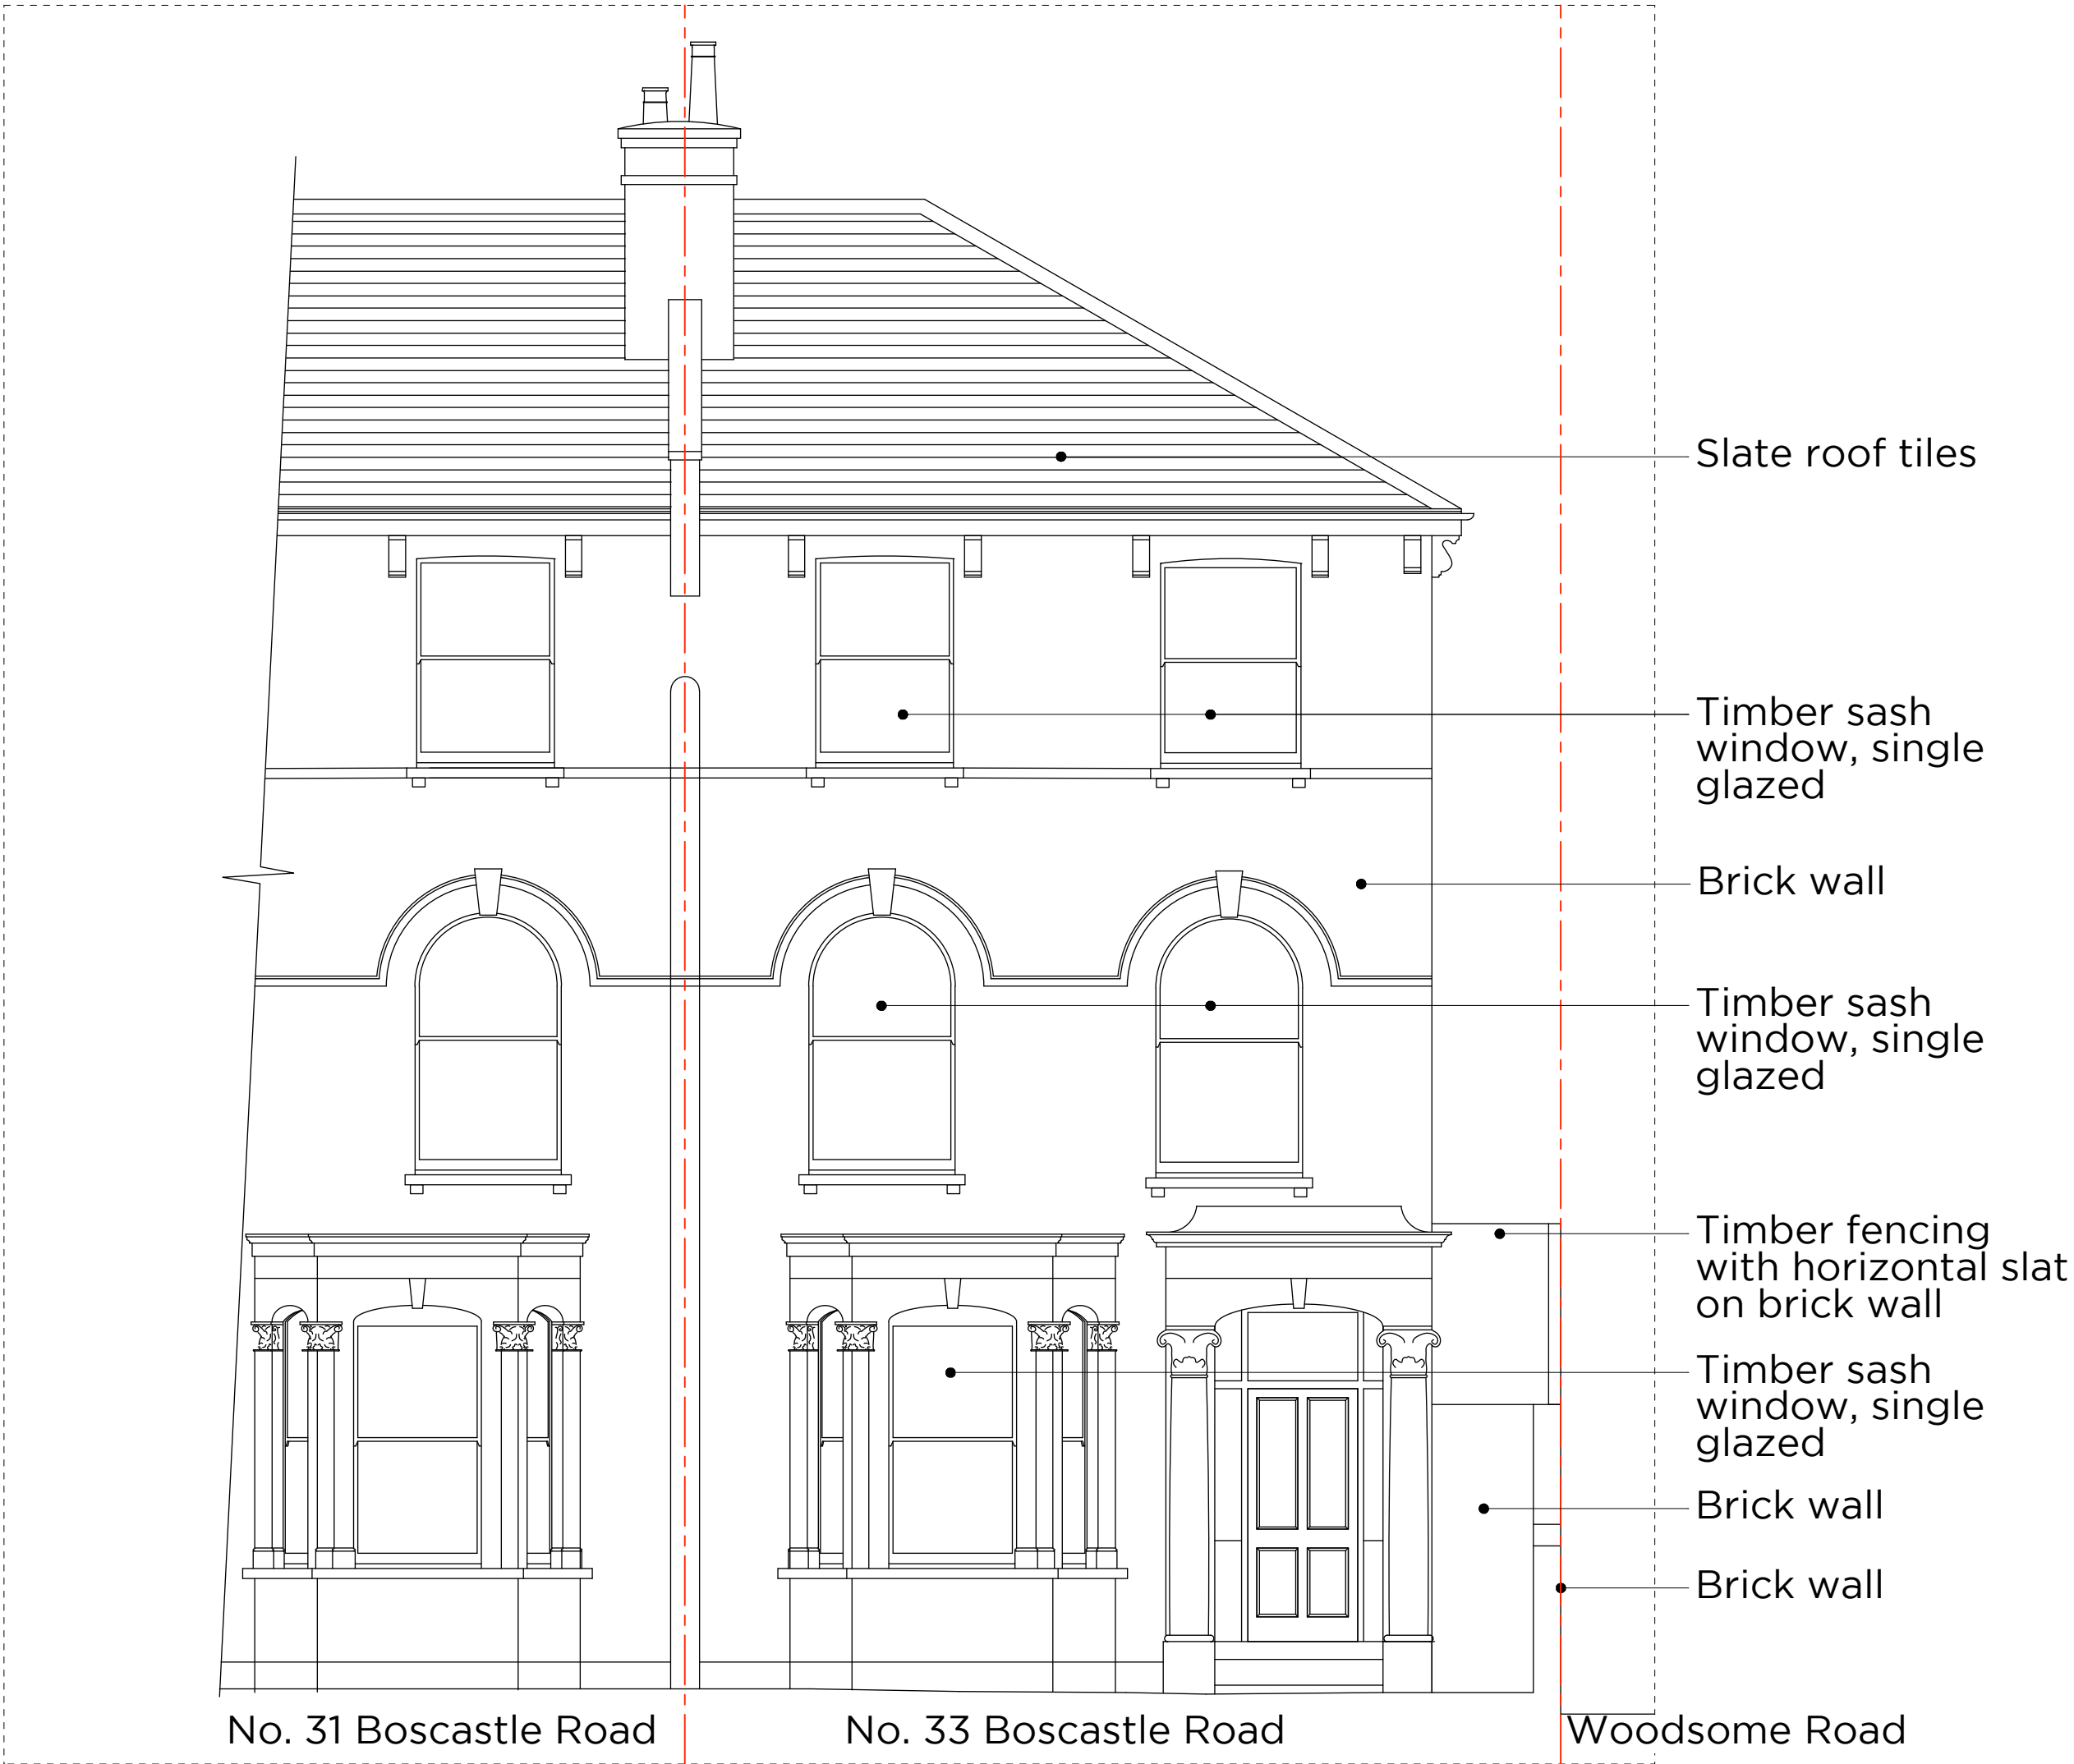 Slate roof tiles
Timber sash
window, single
glazed
Brick wall
Timber sash
window, single
glazed
Timber fencing
with horizontal slat
on brick wall
Timber sash
window, single
glazed
Brick wall
Brick wall
No. 31 Boscastle Road
No. 33 Boscastle Road
Woodsome Road